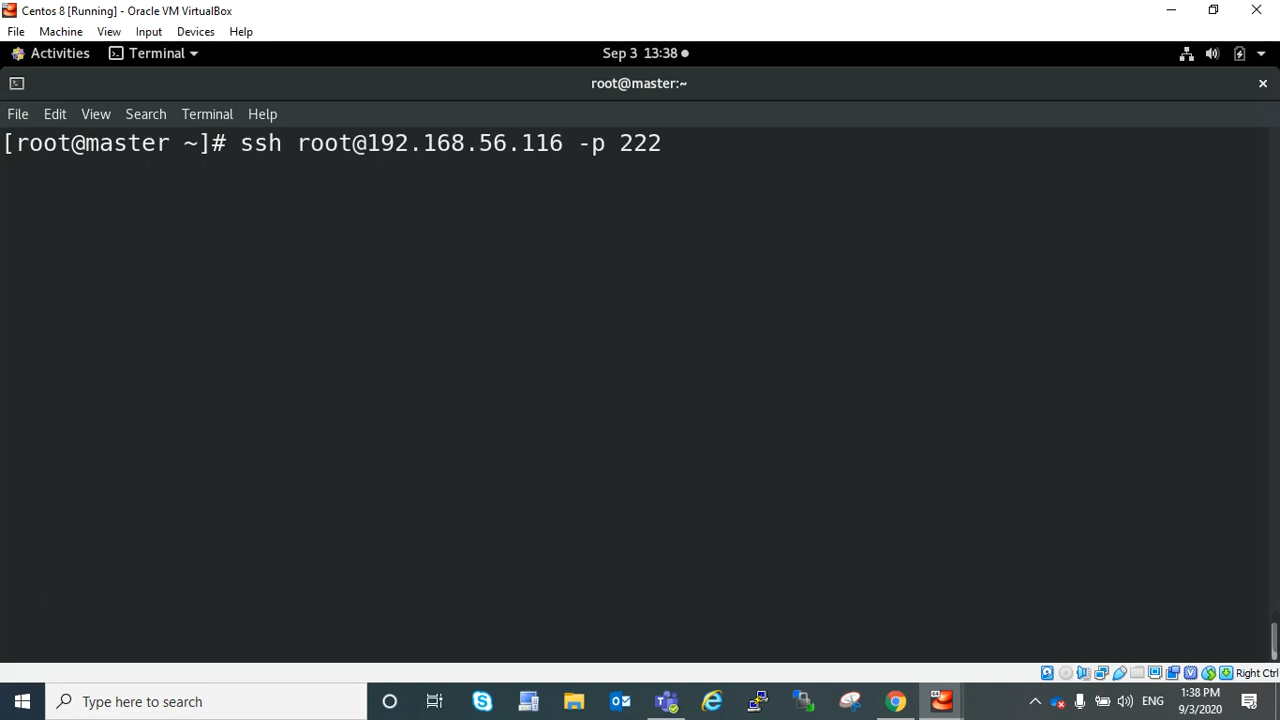 Centos 8 [Running] - Oracle VM VirtualBox
File Machine View Input Devices Help
Activities Terminal Sep 3 13:38
root@master:~
File Edit View Search Terminal Help
[root@master ~]# ssh root@192.168.56.116 -p 222
Right Ctrl
Type here to search
ENG
1:38 PM
9/3/2020